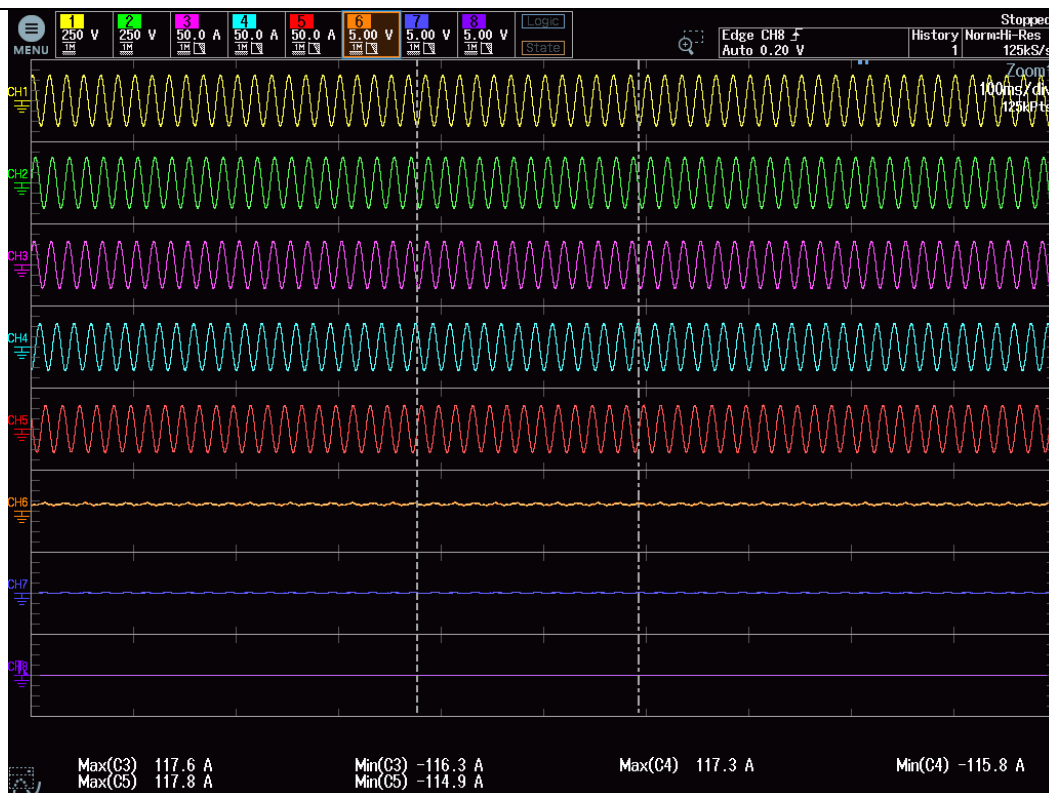 MENU
1 250 V 1M
2 250 V 1M
3 50.0 A 1M
4 50.0 A 1M
5 50.0 A 1M
6 5.00 V 1M
7 5.00 V 1M
8 5.00 V 1M
Logic
State
Edge CH8
Auto 0.20 V
Stopped
History Norm:Hi-Res
1 125kS/s
Zoom1
100ms/div
125kPts
CH1
CH2
CH3
CH4
CH5
CH6
CH7
CH8
Max(C3) 117.6 A Min(C3) -116.3 A Max(C4) 117.3 A Min(C4) -115.8 A
Max(C5) 117.8 A Min(C5) -114.9 A